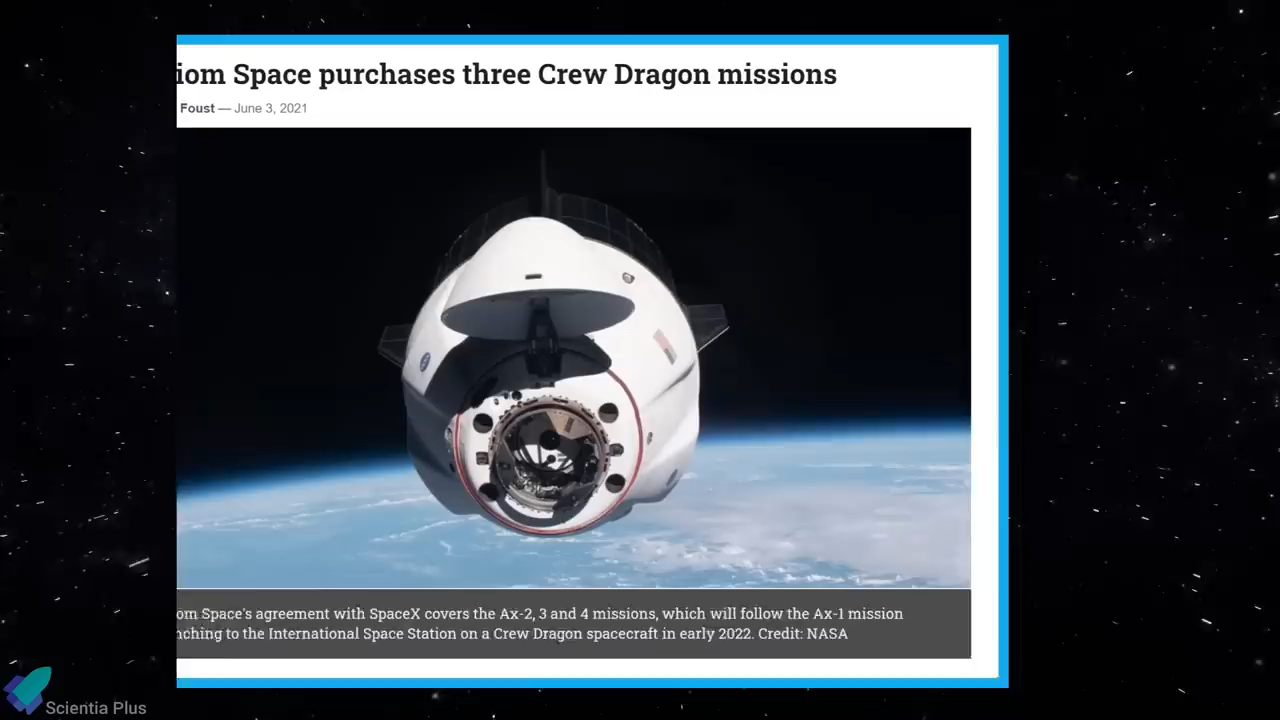 iom Space purchases three Crew Dragon missions
Foust — June 3, 2021
om Space's agreement with SpaceX covers the Ax-2, 3 and 4 missions, which will follow the Ax-1 mission
nching to the International Space Station on a Crew Dragon spacecraft in early 2022. Credit: NASA
Scientia Plus